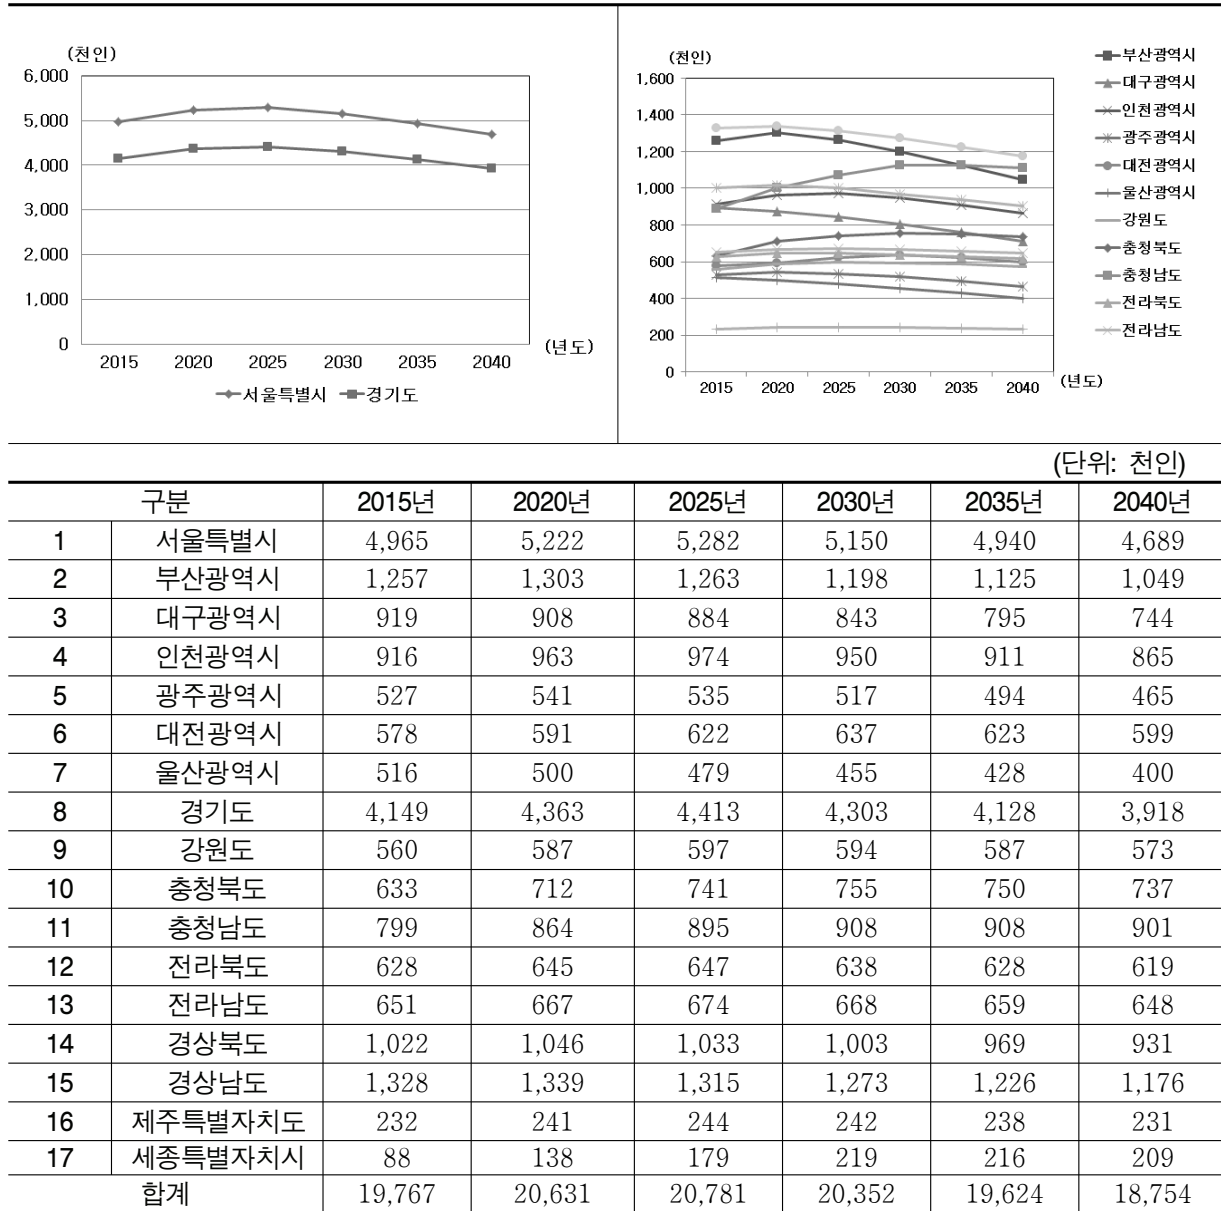 (천인)
6,000
5,000
4,000
3,000
2,000
1,000
0
2015 2020 2025 2030 2035 2040
(년도)
서울특별시 경기도
(천인)
1,600
1,400
1,200
1,000
800
600
400
200
0
2015 2020 2025 2030 2035 2040
(년도)
부산광역시
대구광역시
인천광역시
광주광역시
대전광역시
울산광역시
강원도
충청북도
충청남도
전라북도
전라남도
(단위: 천인)
구분 2015년 2020년 2025년 2030년 2035년 2040년
1 서울특별시 4,965 5,222 5,282 5,150 4,940 4,689
2 부산광역시 1,257 1,303 1,263 1,198 1,125 1,049
3 대구광역시 919 908 884 843 795 744
4 인천광역시 916 963 974 950 911 865
5 광주광역시 527 541 535 517 494 465
6 대전광역시 578 591 622 637 623 599
7 울산광역시 516 500 479 455 428 400
8 경기도 4,149 4,363 4,413 4,303 4,128 3,918
9 강원도 560 587 597 594 587 573
10 충청북도 633 712 741 755 750 737
11 충청남도 799 864 895 908 908 901
12 전라북도 628 645 647 638 628 619
13 전라남도 651 667 674 668 659 648
14 경상북도 1,022 1,046 1,033 1,003 969 931
15 경상남도 1,328 1,339 1,315 1,273 1,226 1,176
16 제주특별자치도 232 241 244 242 238 231
17 세종특별자치시 88 138 179 219 216 209
합계 19,767 20,631 20,781 20,352 19,624 18,754